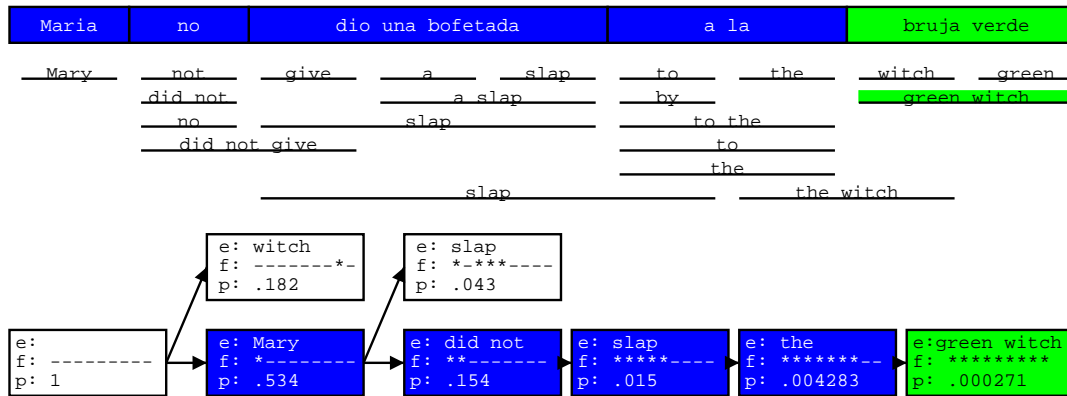 Maria no dio una bofetada a la bruja verde
Mary not give a slap to the witch green
did not a slap by green witch
no slap to the
did not give to
the
slap the witch
e: witch e: slap
f: -------*- f: *-***----
p: .182 p: .043
e: e: Mary e: did not e: slap e: the e:green witch
f: --------- f: *-------- f: **------- f: *****---- f: *******-- f: *********
p: 1 p: .534 p: .154 p: .015 p: .004283 p: .000271